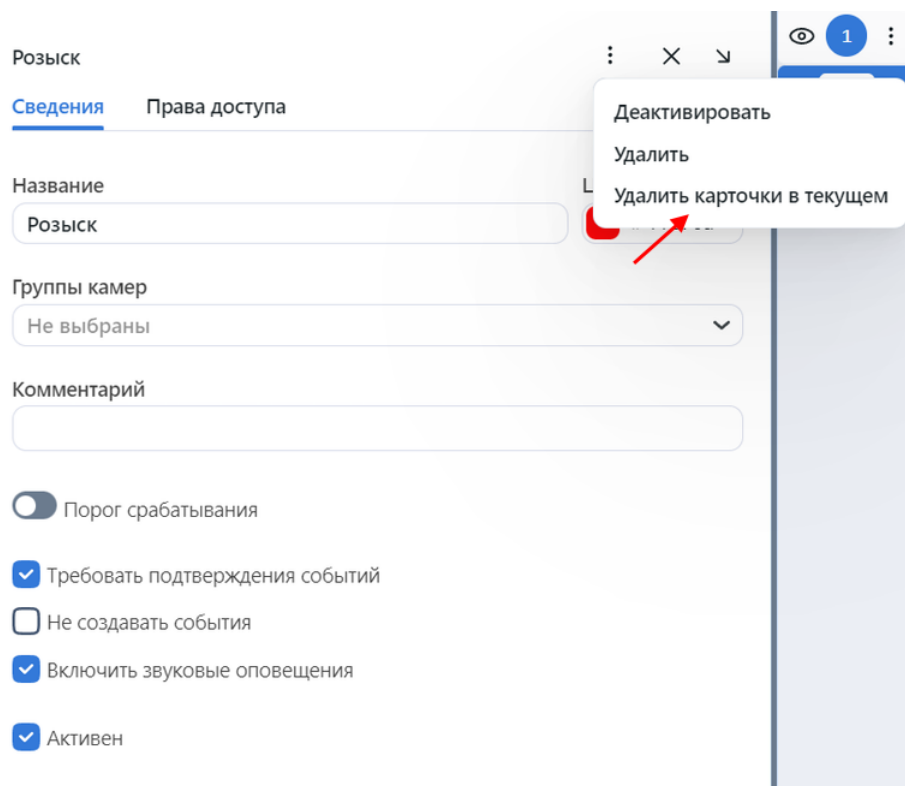 1
Розыск
Сведения
Права доступа
Деактивировать
Удалить
Удалить карточки в текущем
Название
Розыск
Группы камер
Не выбраны
Комментарий
Порог срабатывания
Требовать подтверждения событий
Не создавать события
Включить звуковые оповещения
Активен